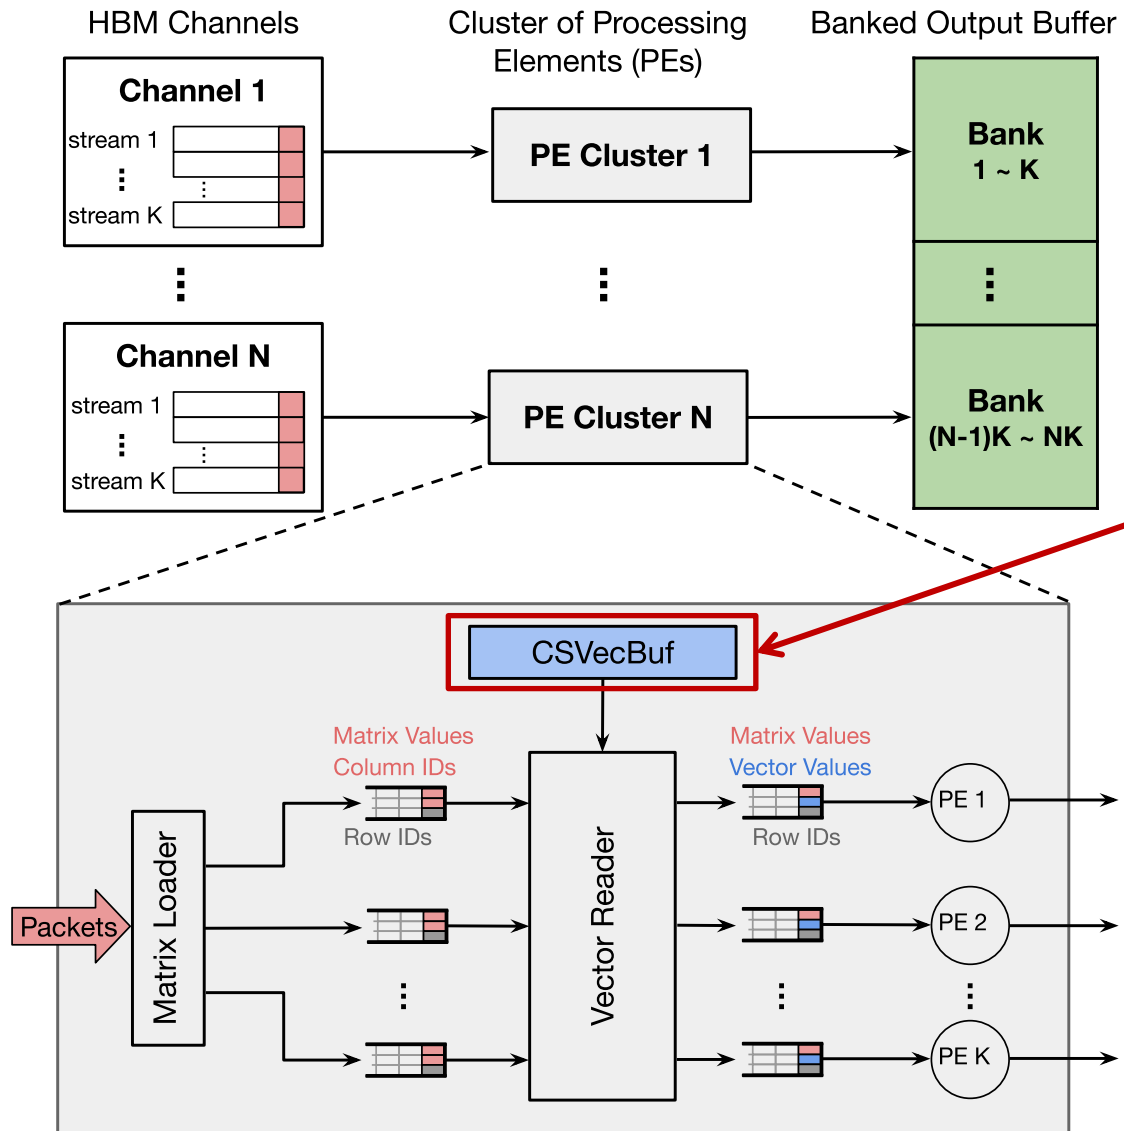 HBM Channels
Cluster of Processing
Elements (PEs)
Banked Output Buffer
Channel 1
stream 1
stream K
PE Cluster 1
Bank
1 ~ K
Channel N
stream 1
stream K
PE Cluster N
Bank
(N-1)K ~ NK
CSVecBuf
Matrix Values
Column IDs
Row IDs
Matrix Values
Vector Values
Row IDs
Packets
Matrix Loader
Vector Reader
PE 1
PE 2
PE K